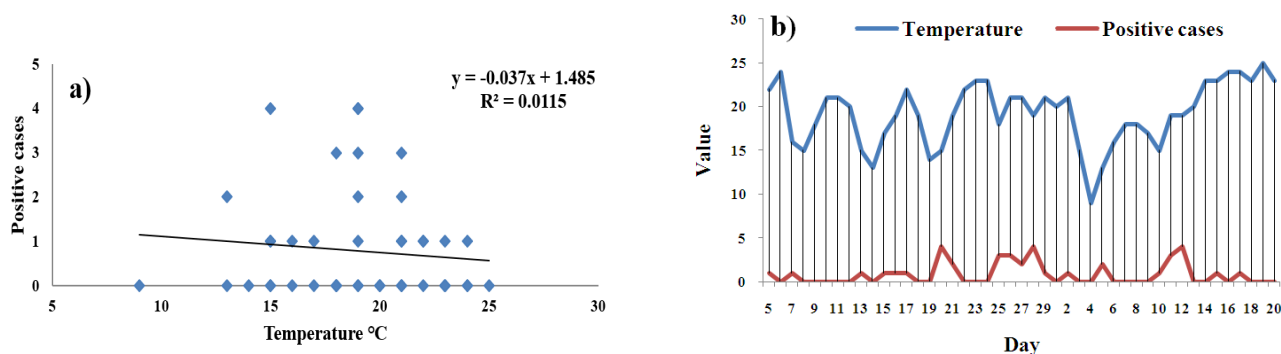 a)
y = -0.037x + 1.485
R² = 0.0115
Positive cases
5
4
3
2
1
0
5 10 15 20 25 30
Temperature °C
b)
Temperature Positive cases
Value
30
25
20
15
10
5
0
5 7 9 11 13 15 17 19 21 23 25 27 29 2 4 6 8 10 12 14 16 18 20
Day